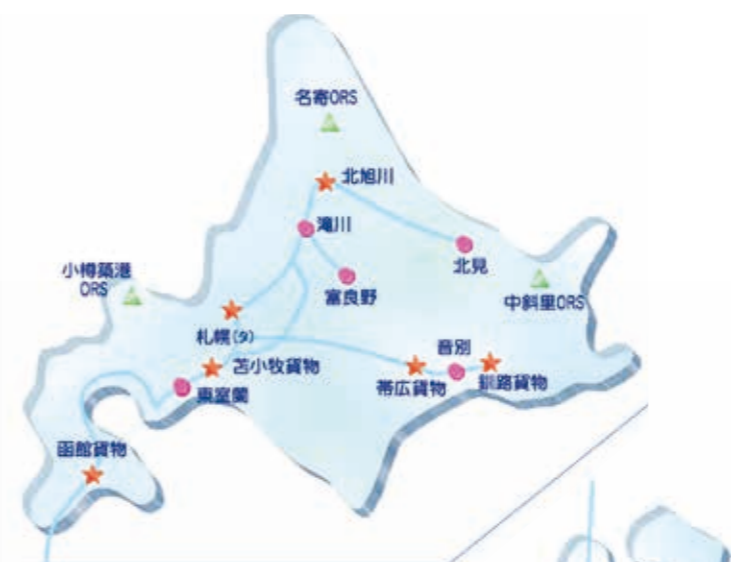 名寄ORS
北旭川
滝川
北見
小樽築港
ORS
富良野
中斜里ORS
札幌(タ)
音別
苫小牧貨物
帯広貨物
釧路貨物
東室蘭
函館貨物